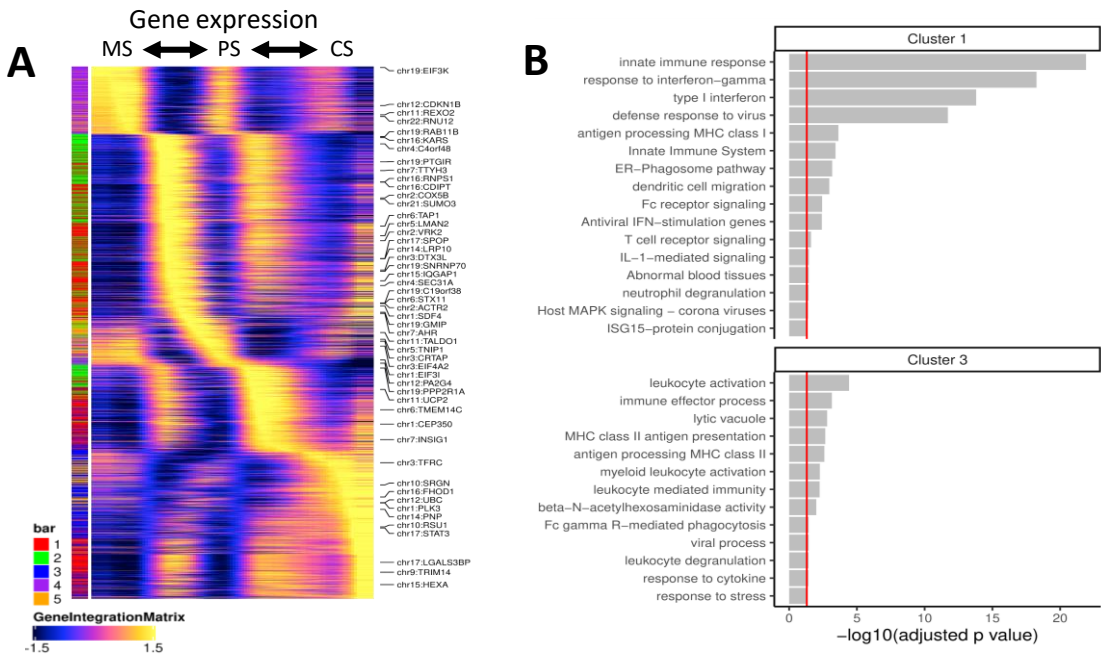 Gene expression
MS PS CS
A
chr19:EIF3K
chr12:CDKN1B
chr11:REXO2
chr22:RNU12
chr19:RAB11B
chr16:KARS
chr4:C4orf48
chr19:PTGIR
chr7:TTYH3
chr16:RNPS1
chr16:CDIPT
chr2:COX5B
chr21:SUMO3
chr6:TAP1
chr5:LMAN2
chr2:VRK2
chr17:SPOP
chr14:LRP10
chr3:DTX3L
chr19:SNRNP70
chr15:IQGAP1
chr4:SEC31A
chr19:C19orf38
chr6:STX11
chr2:ACTR2
chr1:SDF4
chr19:GMIP
chr7:AHR
chr11:TALDO1
chr5:TNIP1
chr3:CRTAP
chr3:EIF4A2
chr1:EIF3I
chr12:PA2G4
chr19:PPP2R1A
chr11:UCP2
chr6:TMEM14C
chr1:CEP350
chr7:INSIG1
chr3:TFRC
chr10:SRGN
chr16:FHOD1
chr12:UBC
chr1:PLK3
chr14:PNP
chr10:RSU1
chr17:STAT3
chr17:LGALS3BP
chr9:TRIM14
chr15:HEXA
bar
1
2
3
4
5
GeneIntegrationMatrix
-1.5 1.5
B
Cluster 1
innate immune response
response to interferon−gamma
type I interferon
defense response to virus
antigen processing MHC class I
Innate Immune System
ER−Phagosome pathway
dendritic cell migration
Fc receptor signaling
Antiviral IFN−stimulation genes
T cell receptor signaling
IL−1−mediated signaling
Abnormal blood tissues
neutrophil degranulation
Host MAPK signaling − corona viruses
ISG15−protein conjugation
Cluster 3
leukocyte activation
immune effector process
lytic vacuole
MHC class II antigen presentation
antigen processing MHC class II
myeloid leukocyte activation
leukocyte mediated immunity
beta−N−acetylhexosaminidase activity
Fc gamma R−mediated phagocytosis
viral process
leukocyte degranulation
response to cytokine
response to stress
0 5 10 15 20
−log10(adjusted p value)